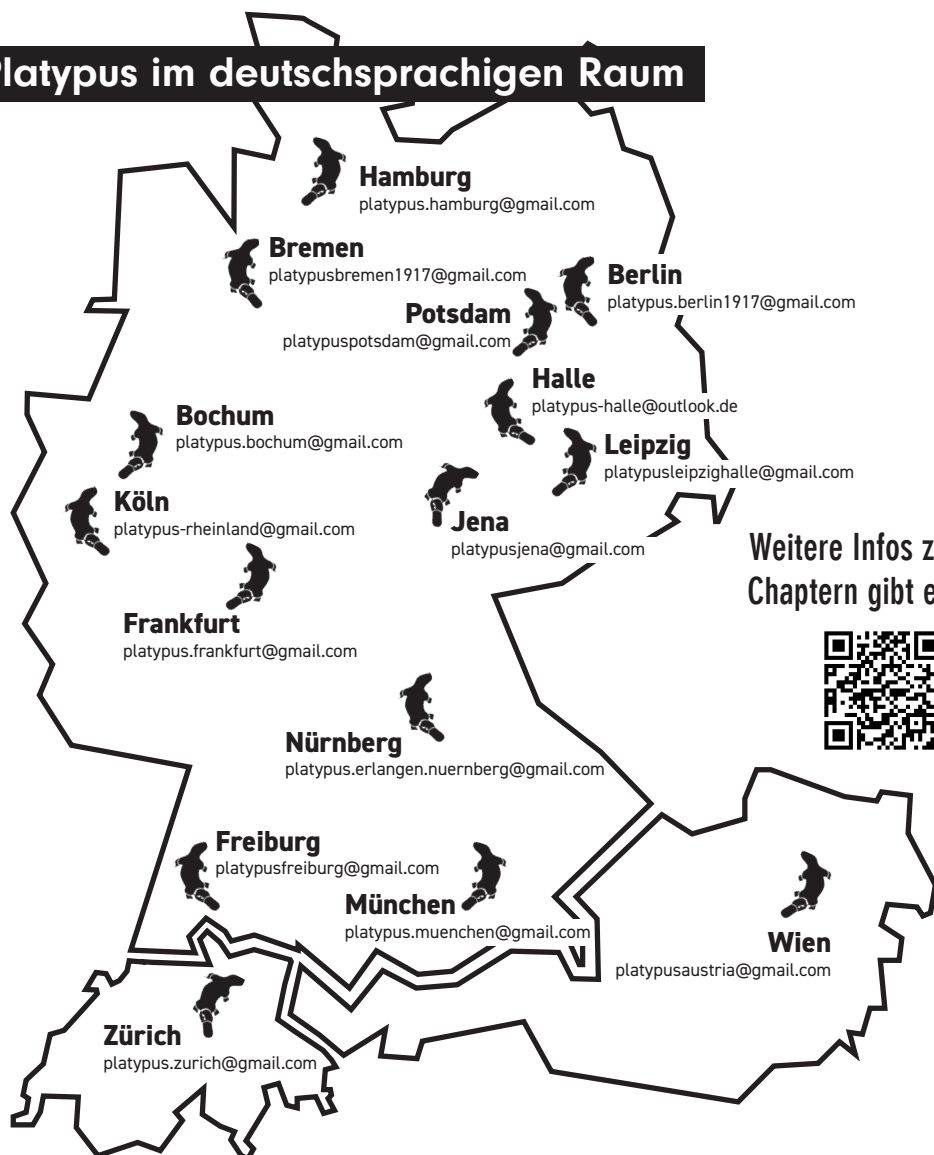 Platypus im deutschsprachigen Raum
Hamburg
platypus.hamburg@gmail.com
Bremen
platypusbremen1917@gmail.com
Berlin
platypus.berlin1917@gmail.com
Potsdam
platypuspotsdam@gmail.com
Halle
platypus-halle@outlook.de
Bochum
platypus.bochum@gmail.com
Leipzig
platypusleipzighalle@gmail.com
Köln
platypus-rheinland@gmail.com
Jena
platypusjena@gmail.com
Weitere Infos z
Chaptern gibt e
Frankfurt
platypus.frankfurt@gmail.com
Nürnberg
platypus.erlangen.nuernberg@gmail.com
Freiburg
platypusfreiburg@gmail.com
München
platypus.muenchen@gmail.com
Wien
platypusaustria@gmail.com
Zürich
platypus.zurich@gmail.com